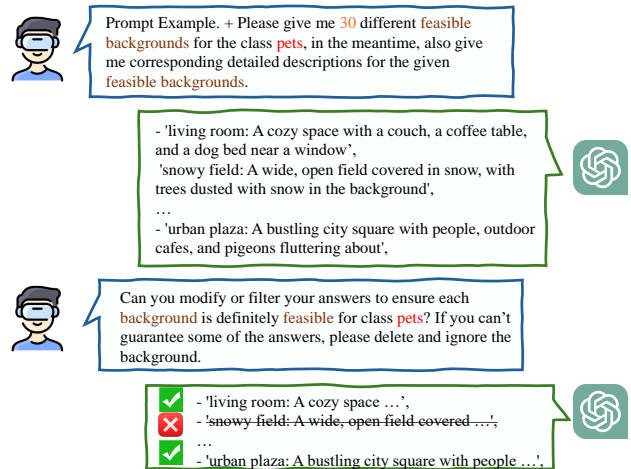 Prompt Example. + Please give me 30 different feasible
backgrounds for the class pets, in the meantime, also give
me corresponding detailed descriptions for the given
feasible backgrounds.
- 'living room: A cozy space with a couch, a coffee table,
and a dog bed near a window’,
'snowy field: A wide, open field covered in snow, with
trees dusted with snow in the background',
…
- 'urban plaza: A bustling city square with people, outdoor
cafes, and pigeons fluttering about',
Can you modify or filter your answers to ensure each
background is definitely feasible for class pets? If you can’t
guarantee some of the answers, please delete and ignore the
background.
- 'living room: A cozy space …’,
- 'snowy field: A wide, open field covered …',
…
- 'urban plaza: A bustling city square with people …',